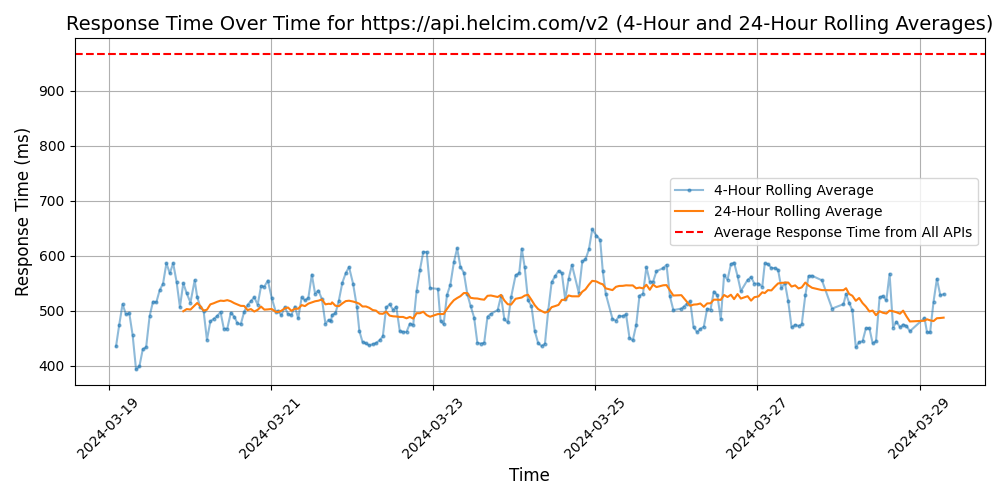 Response Time Over Time for https://api.helcim.com/v2 (4-Hour and 24-Hour Rolling Averages)
Response Time (ms)
900
800
700
600
500
400
4-Hour Rolling Average
24-Hour Rolling Average
Average Response Time from All APIs
2024-03-19
2024-03-21
2024-03-23
2024-03-25
2024-03-27
2024-03-29
Time